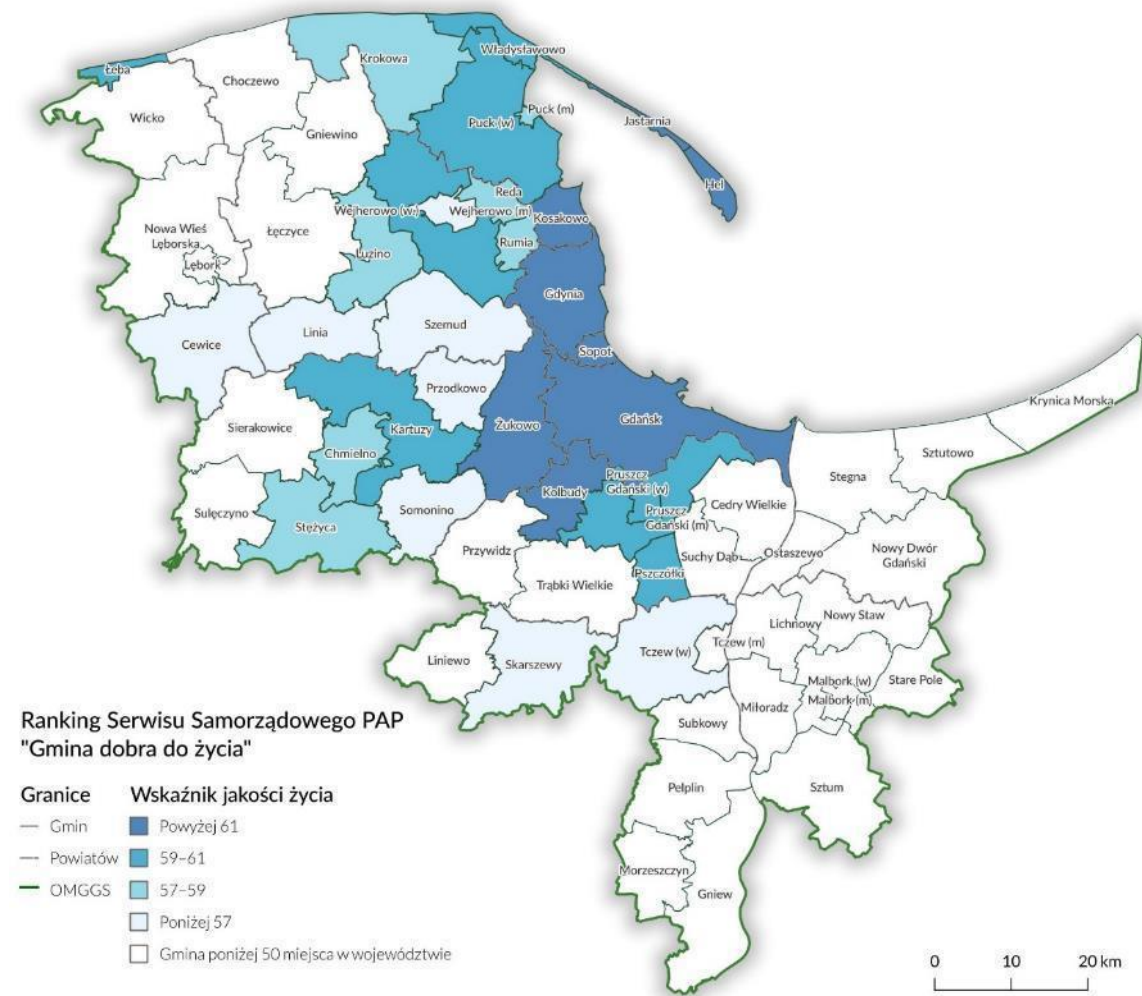 Władysławowo
Krokowa
Łeba
Choczewo
Wicko
Puck (m)
Puck (w)
Jastarnia
Gniewino
Hel
Reda
Wejherowo (w)
Wejherowo (m)
Kosakowo
Nowa Wieś
Lęborska
Łęczyce
Rumia
Luzino
Lębork
Gdynia
Szemud
Linia
Cewice
Sopot
Przodkowo
Krynica Morska
Żukowo
Gdańsk
Sierakowice
Kartuzy
Chmielno
Sztutowo
Pruszcz
Gdański (w)
Stegna
Kolbudy
Cedry Wielkie
Sulęczyno
Somonino
Pruszcz
Gdański (m)
Stężyca
Przywidz
Suchy Dąb
Ostaszewo
Nowy Dwór
Gdański
Pszczółki
Trąbki Wielkie
Nowy Staw
Lichnowy
Tczew (m)
Tczew (w)
Liniewo
Skarszewy
Malbork (w)
Stare Pole
Malbork (m)
Miłoradz
Subkowy
Pelplin
Sztum
Morzeszczyn
Gniew
Ranking Serwisu Samorządowego PAP
"Gmina dobra do życia"
Granice
Gmin
Powiatów
OMGGS
Wskaźnik jakości życia
Powyżej 61
59–61
57–59
Poniżej 57
Gmina poniżej 50 miejsca w województwie
0 10 20 km